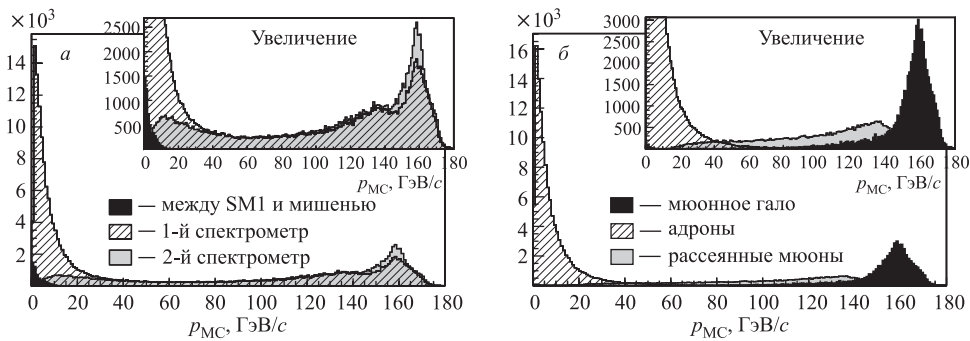 ×10³
а
14
12
10
8
6
4
2
0 20 40 60 80 100 120 140 160 180
p_MC, ГэВ/c
Увеличение
2500
2000
1500
1000
500
0 20 40 60 80 100 120 140 160 180
p_MC, ГэВ/c
— между SM1 и мишенью
— 1-й спектрометр
— 2-й спектрометр
×10³
б
16
14
12
10
8
6
4
2
0 20 40 60 80 100 120 140 160 180
p_MC, ГэВ/c
Увеличение
3000
2500
2000
1500
1000
500
0 20 40 60 80 100 120 140 160 180
p_MC, ГэВ/c
— мюонное гало
— адроны
— рассеянные мюоны